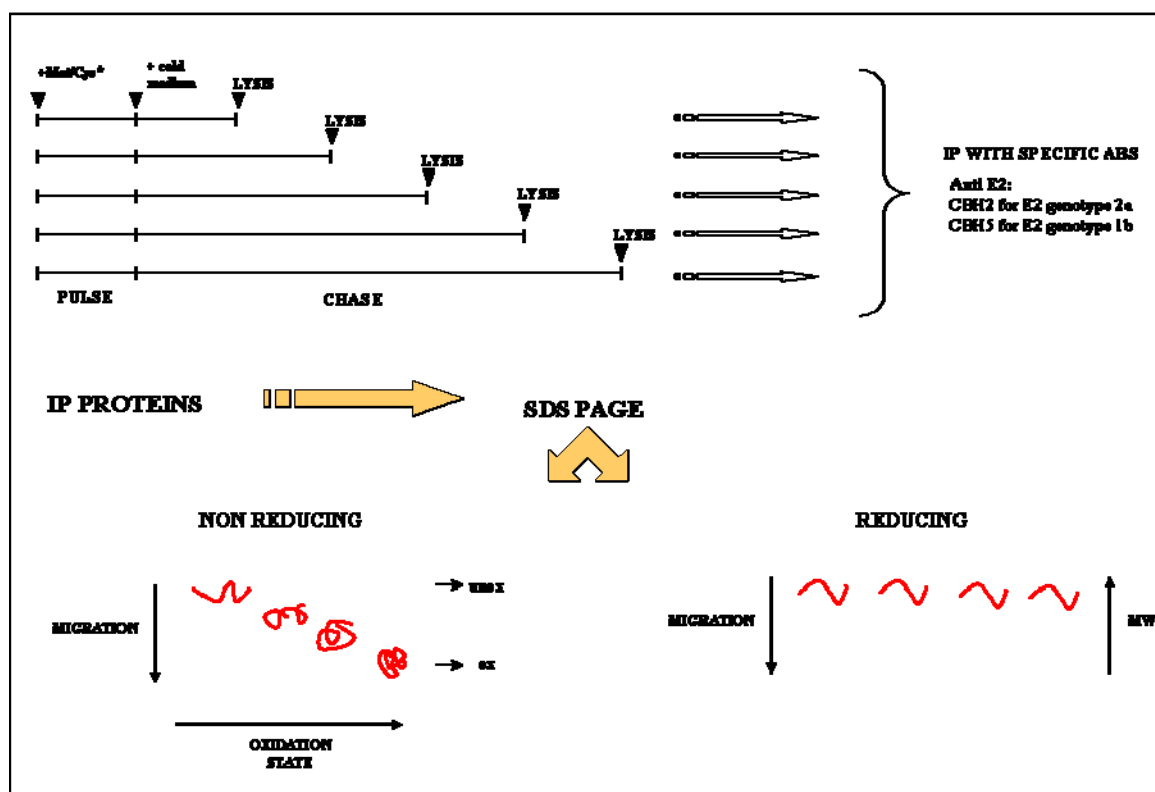 +Met/Cys*
+ cold
medium
LYSIS
LYSIS
LYSIS
LYSIS
LYSIS
PULSE
CHASE
IP WITH SPECIFIC ABS
Anti E2:
CBH2 for E2 genotype 2a
CBH5 for E2 genotype 1b
IP PROTEINS
SDS PAGE
NON REDUCING
REDUCING
MIGRATION
unox
ox
OXIDATION
STATE
MIGRATION
MW